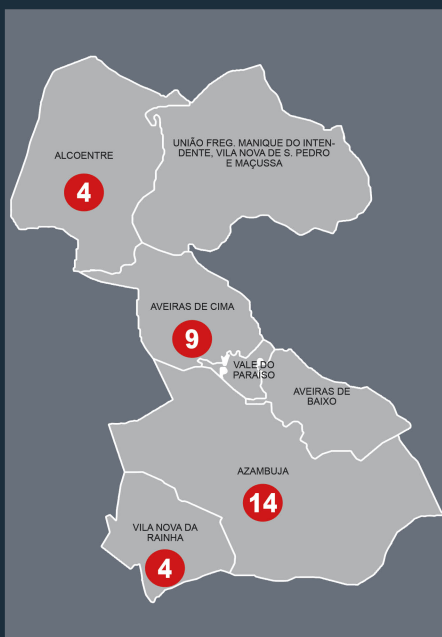 ALCOENTRE
4
UNIÃO FREG. MANIQUE DO INTEN-
DENTE, VILA NOVA DE S. PEDRO
E MAÇUSSA
AVEIRAS DE CIMA
9
VALE DO
PARAÍSO
AVEIRAS DE
BAIXO
AZAMBUJA
14
VILA NOVA DA
RAINHA
4